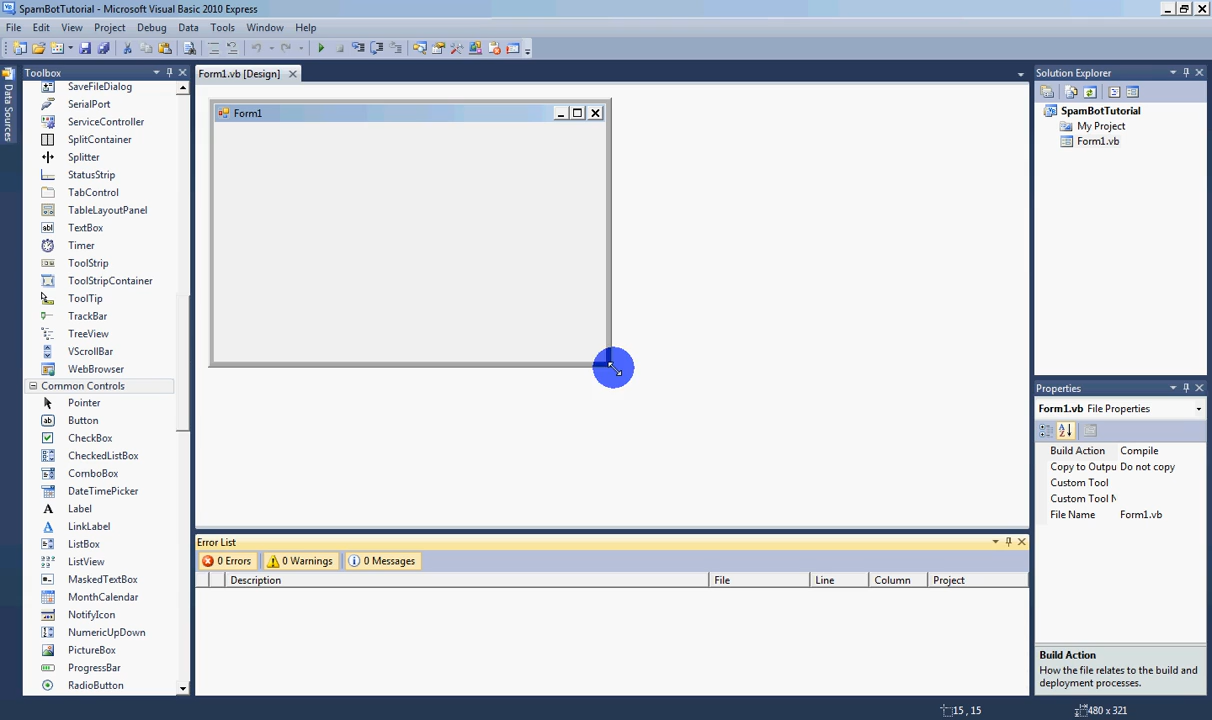 SpamBotTutorial - Microsoft Visual Basic 2010 Express
File Edit View Project Debug Data Tools Window Help
Data Sources
Toolbox
SaveFileDialog
SerialPort
ServiceController
SplitContainer
Splitter
StatusStrip
TabControl
TableLayoutPanel
TextBox
Timer
ToolStrip
ToolStripContainer
ToolTip
TrackBar
TreeView
VScrollBar
WebBrowser
Common Controls
Pointer
Button
CheckBox
CheckedListBox
ComboBox
DateTimePicker
Label
LinkLabel
ListBox
ListView
MaskedTextBox
MonthCalendar
NotifyIcon
NumericUpDown
PictureBox
ProgressBar
RadioButton
Form1.vb [Design]
Form1
Error List
0 Errors 0 Warnings 0 Messages
Description File Line Column Project
Solution Explorer
SpamBotTutorial
My Project
Form1.vb
Properties
Form1.vb File Properties
Build Action Compile
Copy to Outpu Do not copy
Custom Tool
Custom Tool N
File Name Form1.vb
Build Action
How the file relates to the build and
deployment processes.
15 , 15 480 x 321